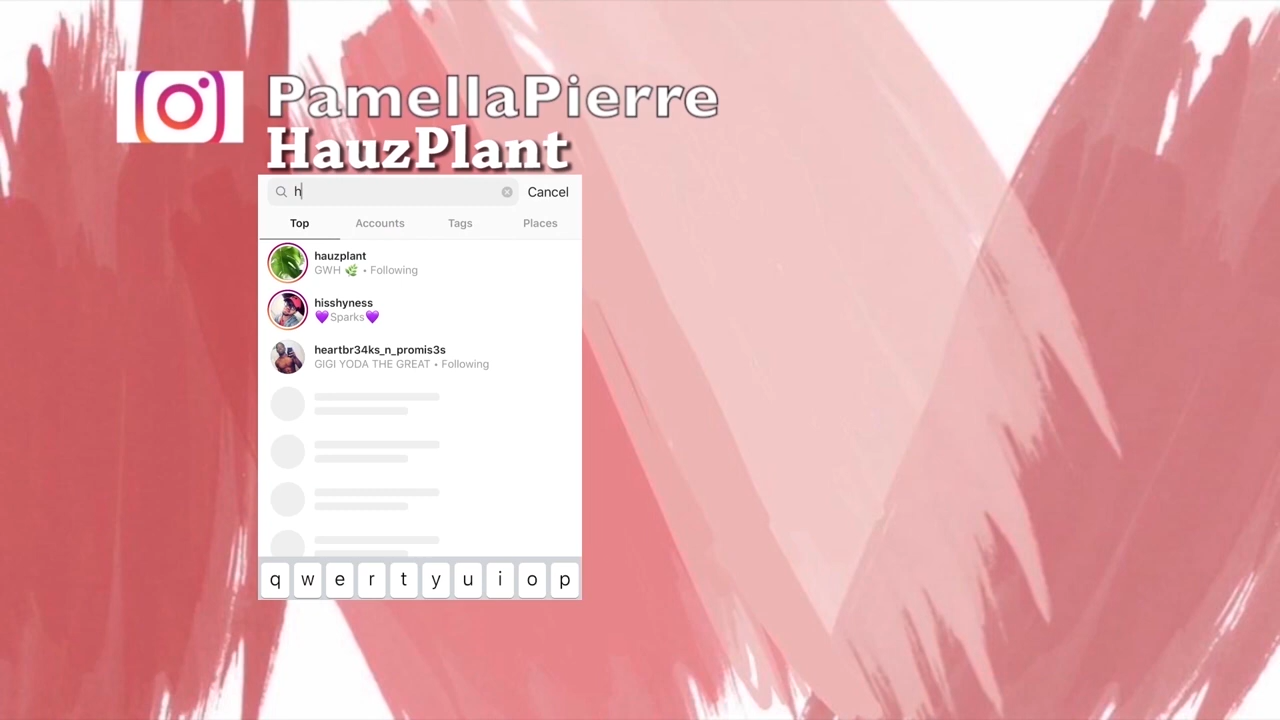 PamellaPierre
HauzPlant
h
Cancel
Top Accounts Tags Places
hauzplant
GWH 🌿 • Following
hisshyness
💜Sparks💜
heartbr34ks_n_promis3s
GIGI YODA THE GREAT • Following
q w e r t y u i o p